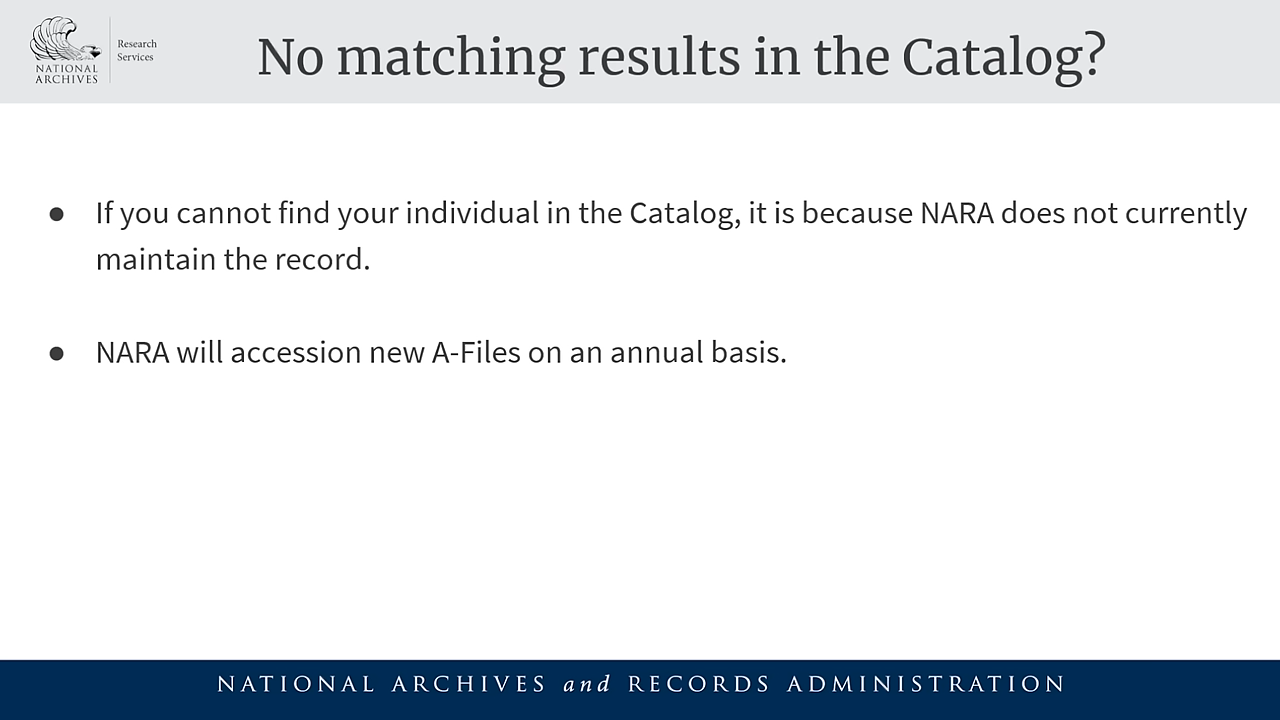 NATIONAL
ARCHIVES
Research
Services
No matching results in the Catalog?
● If you cannot find your individual in the Catalog, it is because NARA does not currently
maintain the record.
● NARA will accession new A-Files on an annual basis.
NATIONAL ARCHIVES and RECORDS ADMINISTRATION